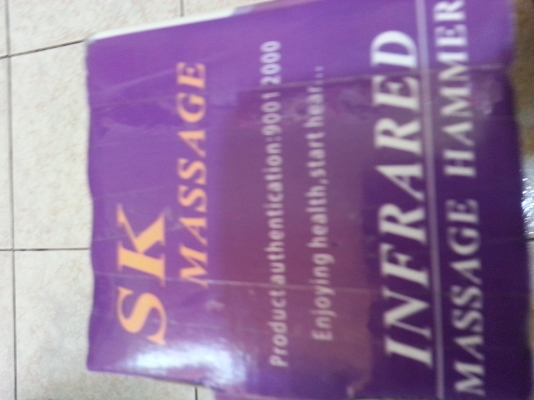 SK
MASSAGE
Product authentication:9001 2000
Enjoying health,start hear...
INFRARED
MASSAGE HAMMER